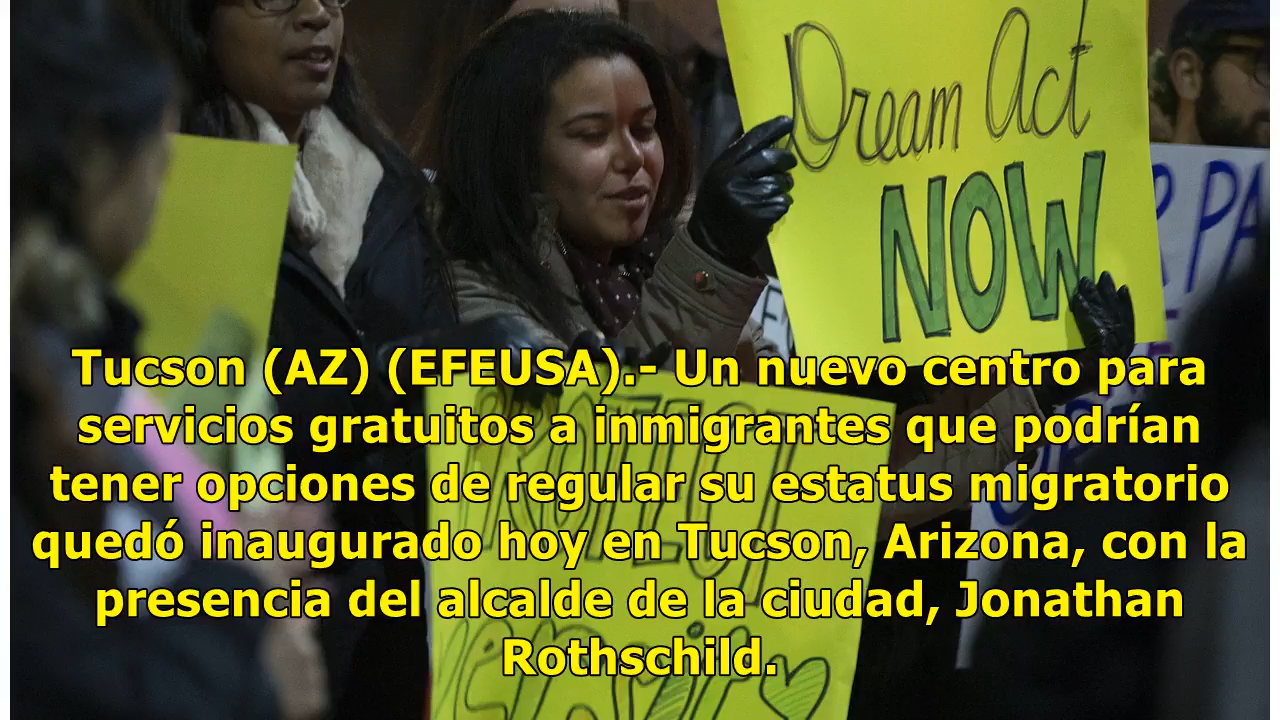 Dream Act
NOW
R PA
Tucson (AZ) (EFEUSA).- Un nuevo centro para
servicios gratuitos a inmigrantes que podrían
tener opciones de regular su estatus migratorio
quedó inaugurado hoy en Tucson, Arizona, con la
presencia del alcalde de la ciudad, Jonathan
Rothschild.
PROTECT